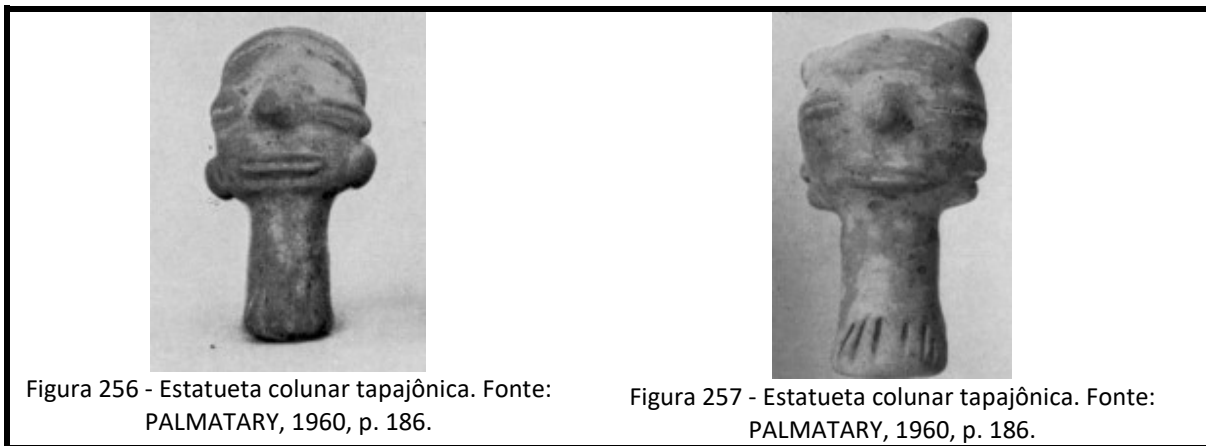 Figura 256 - Estatueta colunar tapajônica. Fonte:
PALMATARY, 1960, p. 186.
Figura 257 - Estatueta colunar tapajônica. Fonte:
PALMATARY, 1960, p. 186.